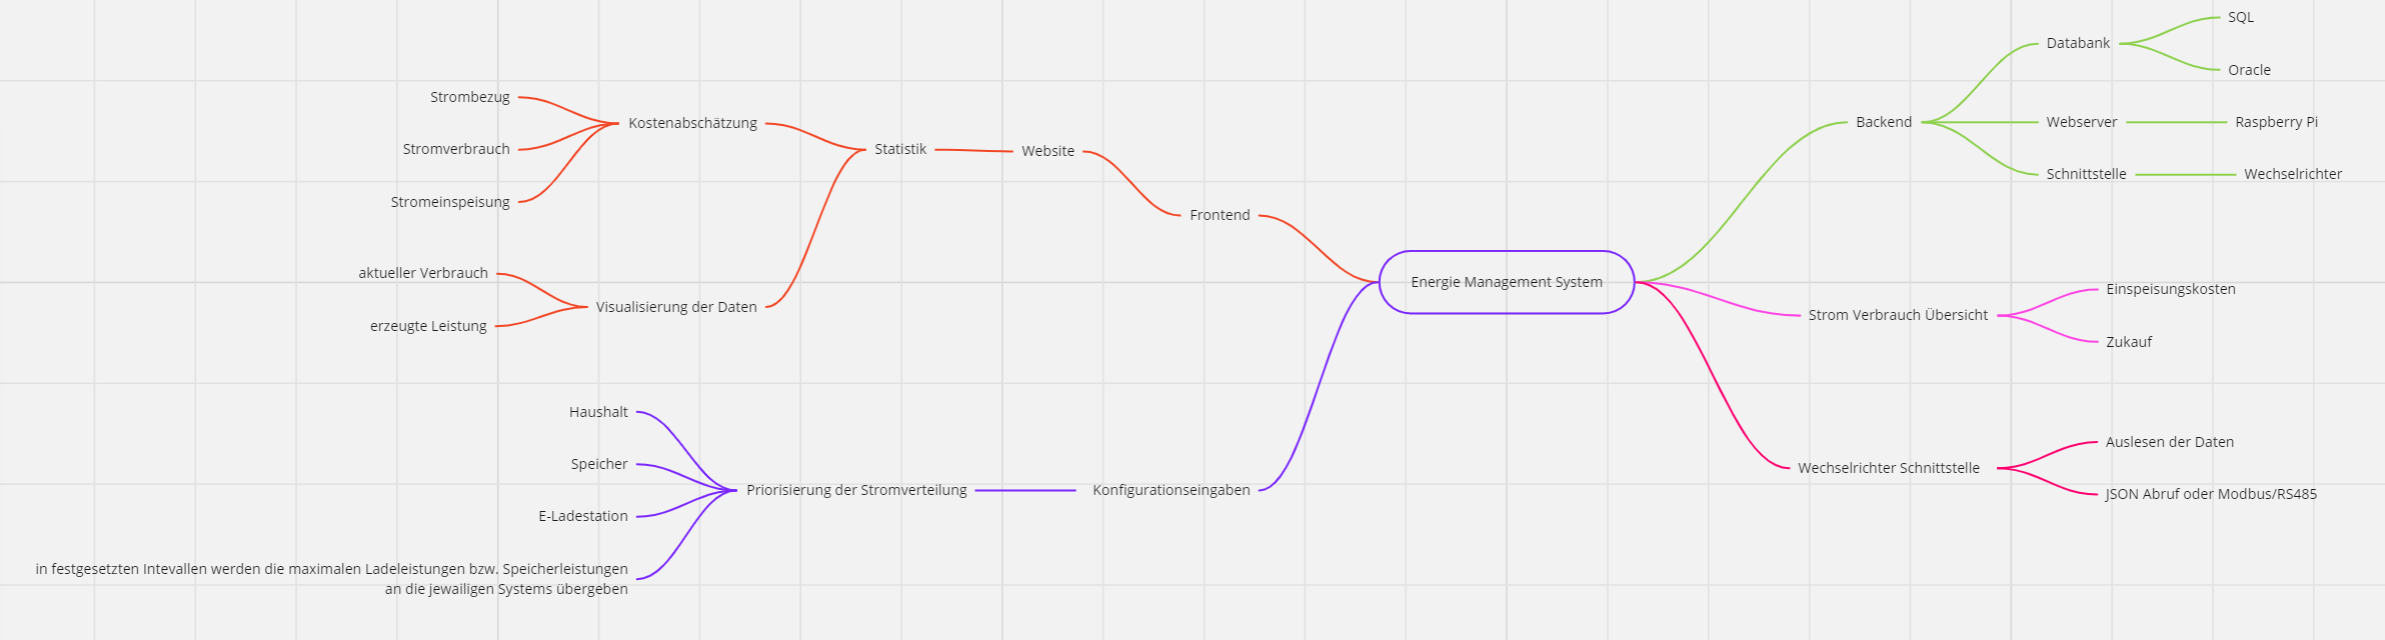 Energie Management System
Frontend
Website
Statistik
Kostenabschätzung
Strombezug
Stromverbrauch
Stromeinspeisung
Visualisierung der Daten
aktueller Verbrauch
erzeugte Leistung
Konfigurationseingaben
Priorisierung der Stromverteilung
Haushalt
Speicher
E-Ladestation
in festgesetzten Intevallen werden die maximalen Ladeleistungen bzw. Speicherleistungen
an die jewailigen Systems übergeben
Backend
Databank
SQL
Oracle
Webserver
Raspberry Pi
Schnittstelle
Wechselrichter
Strom Verbrauch Übersicht
Einspeisungskosten
Zukauf
Wechselrichter Schnittstelle
Auslesen der Daten
JSON Abruf oder Modbus/RS485